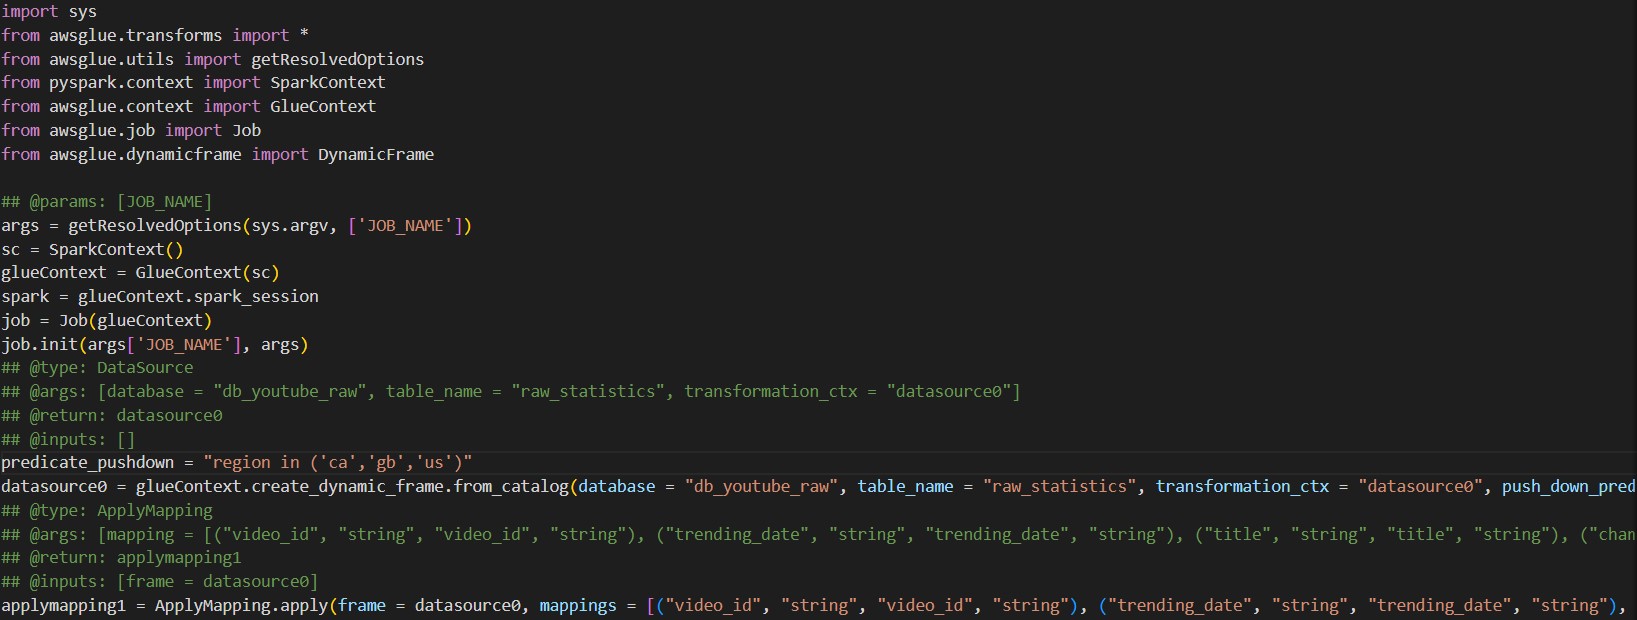 import sys
from awsglue.transforms import *
from awsglue.utils import getResolvedOptions
from pyspark.context import SparkContext
from awsglue.context import GlueContext
from awsglue.job import Job
from awsglue.dynamicframe import DynamicFrame

## @params: [JOB_NAME]
args = getResolvedOptions(sys.argv, ['JOB_NAME'])
sc = SparkContext()
glueContext = GlueContext(sc)
spark = glueContext.spark_session
job = Job(glueContext)
job.init(args['JOB_NAME'], args)
## @type: DataSource
## @args: [database = "db_youtube_raw", table_name = "raw_statistics", transformation_ctx = "datasource0"]
## @return: datasource0
## @inputs: []
predicate_pushdown = "region in ('ca','gb','us')"
datasource0 = glueContext.create_dynamic_frame.from_catalog(database = "db_youtube_raw", table_name = "raw_statistics", transformation_ctx = "datasource0", push_down_pred
## @type: ApplyMapping
## @args: [mapping = [("video_id", "string", "video_id", "string"), ("trending_date", "string", "trending_date", "string"), ("title", "string", "title", "string"), ("chan
## @return: applymapping1
## @inputs: [frame = datasource0]
applymapping1 = ApplyMapping.apply(frame = datasource0, mappings = [("video_id", "string", "video_id", "string"), ("trending_date", "string", "trending_date", "string"),